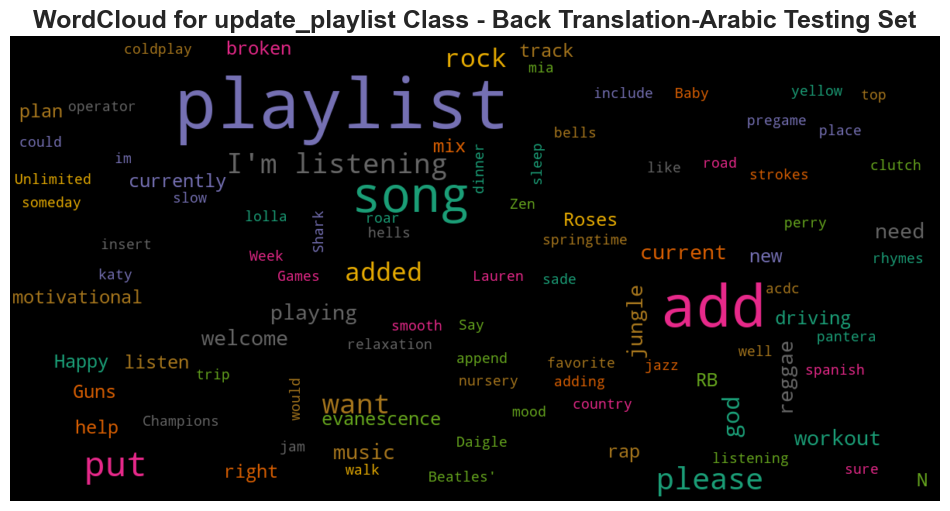 WordCloud for update_playlist Class - Back Translation-Arabic Testing Set
coldplay
broken
rock
track
mia
playlist
include
Baby
yellow
top
plan
operator
pregame
place
could
bells
im
I'm listening
mix
dinner
sleep
like
road
strokes
clutch
Unlimited
currently
song
someday
slow
Zen
lolla
Shark
roar
hells
Roses
perry
need
insert
springtime
Week
current
new
rhymes
katy
Games
added
Lauren
sade
motivational
playing
jungle
add
acdc
driving
smooth
Say
pantera
welcome
relaxation
reggae
Happy
listen
append
favorite
jazz
well
spanish
trip
nursery
adding
RB
Guns
would
want
mood
country
god
help
Champions
evanescence
workout
jam
music
Daigle
rap
listening
put
right
walk
Beatles'
please
sure
N